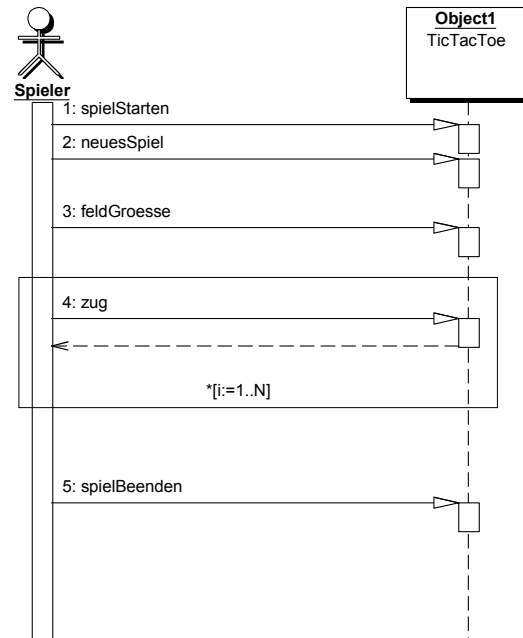 Object1
TicTacToe
Spieler
1: spielStarten
2: neuesSpiel
3: feldGroesse
4: zug
*[i:=1..N]
5: spielBeenden